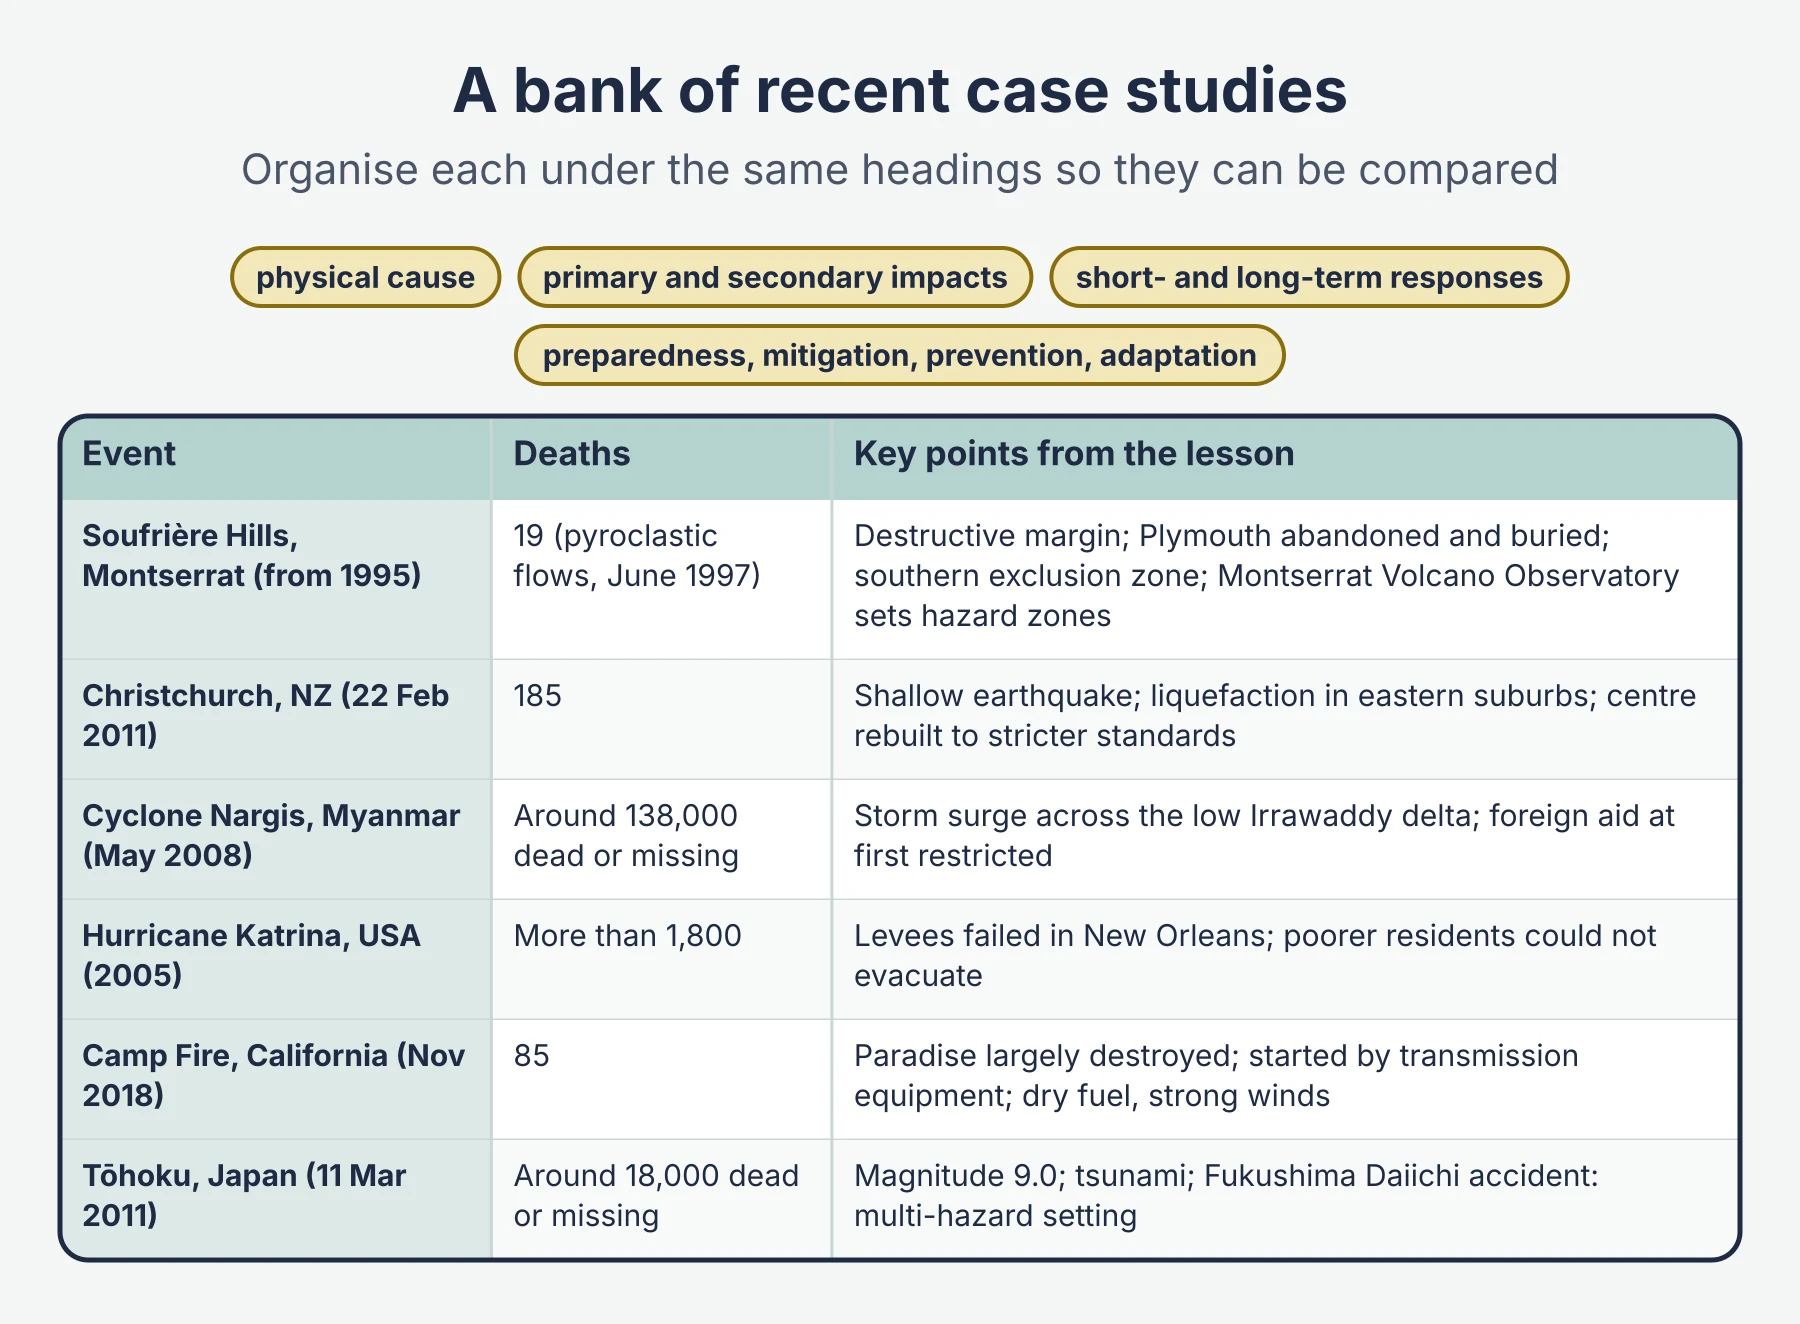 A bank of recent case studies
Organise each under the same headings so they can be compared
physical cause
primary and secondary impacts
short- and long-term responses
preparedness, mitigation, prevention, adaptation
Event
Deaths
Key points from the lesson
Soufrière Hills,
Montserrat (from 1995)
19 (pyroclastic
flows, June 1997)
Destructive margin; Plymouth abandoned and buried;
southern exclusion zone; Montserrat Volcano Observatory
sets hazard zones
Christchurch, NZ (22 Feb
2011)
185
Shallow earthquake; liquefaction in eastern suburbs; centre
rebuilt to stricter standards
Cyclone Nargis, Myanmar
(May 2008)
Around 138,000
dead or missing
Storm surge across the low Irrawaddy delta; foreign aid at
first restricted
Hurricane Katrina, USA
(2005)
More than 1,800
Levees failed in New Orleans; poorer residents could not
evacuate
Camp Fire, California (Nov
2018)
85
Paradise largely destroyed; started by transmission
equipment; dry fuel, strong winds
Tōhoku, Japan (11 Mar
2011)
Around 18,000 dead
or missing
Magnitude 9.0; tsunami; Fukushima Daiichi accident:
multi-hazard setting